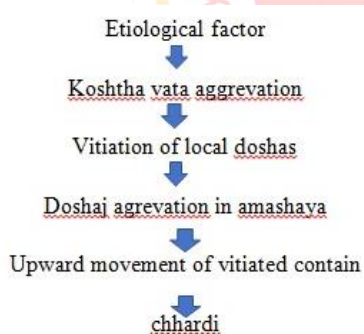 Etiological factor
Koshtha vata aggrevation
Vitiation of local doshas
Doshaj agrevation in amashaya
Upward movement of vitiated contain
chhardi